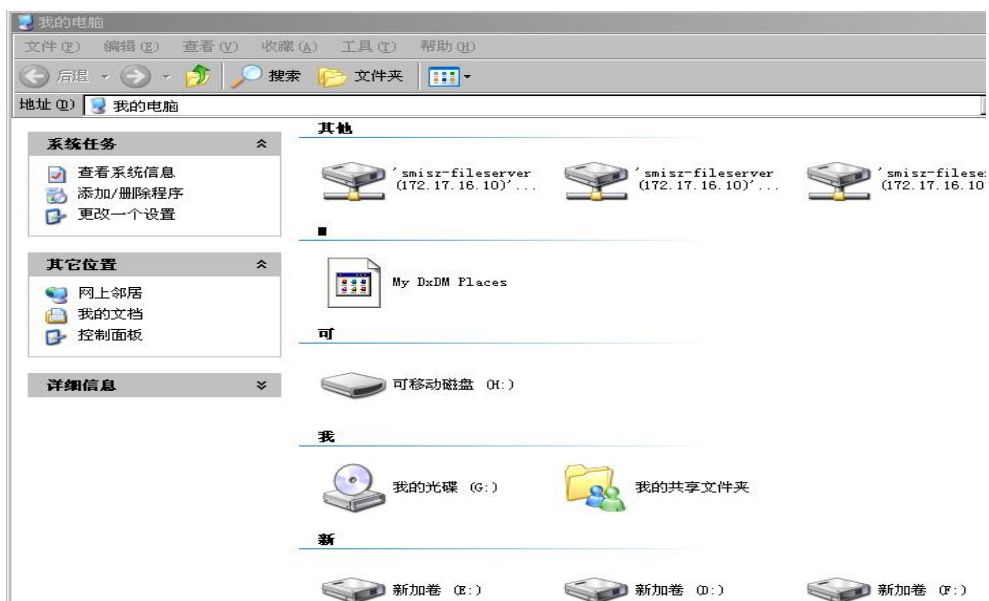 我的电脑
文件(F) 编辑(E) 查看(V) 收藏(A) 工具(T) 帮助(H)
后退 搜索 文件夹
地址(D) 我的电脑
系统任务
查看系统信息
添加/删除程序
更改一个设置
其它位置
网上邻居
我的文档
控制面板
详细信息
其他
'smisz-fileserver
(172.17.16.10)'...
'smisz-fileserver
(172.17.16.10)'...
'smisz-filese
(172.17.16.10
My DxDM Places
可
可移动磁盘 (H:)
我
我的光碟 (G:)
我的共享文件夹
新
新加卷 (E:)
新加卷 (D:)
新加卷 (F:)